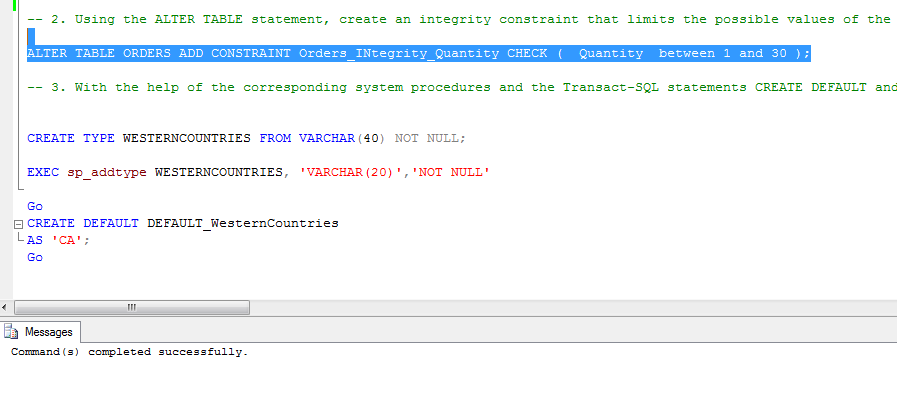 -- 2. Using the ALTER TABLE statement, create an integrity constraint that limits the possible values of the
ALTER TABLE ORDERS ADD CONSTRAINT Orders_INtegrity_Quantity CHECK (  Quantity  between 1 and 30 );
-- 3. With the help of the corresponding system procedures and the Transact-SQL statements CREATE DEFAULT and
CREATE TYPE WESTERNCOUNTRIES FROM VARCHAR(40) NOT NULL;
EXEC sp_addtype WESTERNCOUNTRIES, 'VARCHAR(20)','NOT NULL'
Go
CREATE DEFAULT DEFAULT_WesternCountries
AS 'CA';
Go
Messages
Command(s) completed successfully.